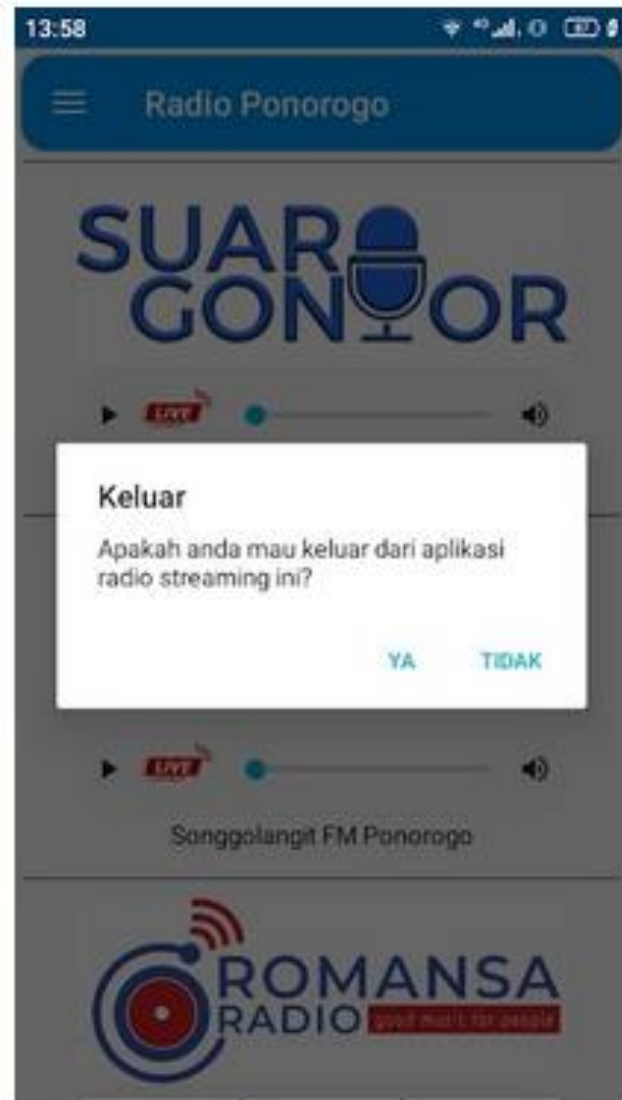 13:58
Radio Ponorogo
SUAR
GONTOR
LIVE
Keluar
Apakah anda mau keluar dari aplikasi
radio streaming ini?
YA TIDAK
LIVE
Songgolangit FM Ponorogo
ROMANSA
RADIO good music for people